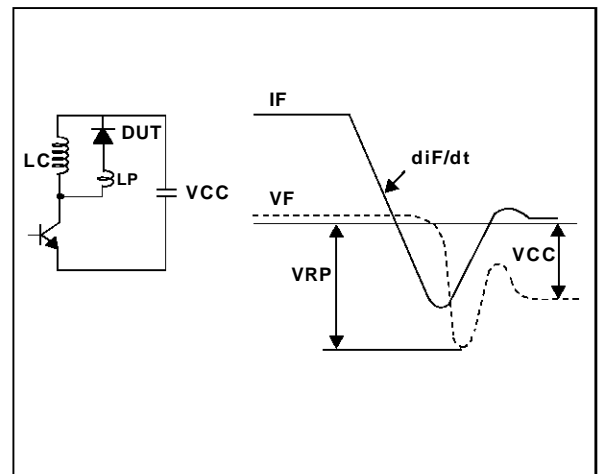 DUT
LC
LP
VCC
IF
diF/dt
VF
VRP
VCC